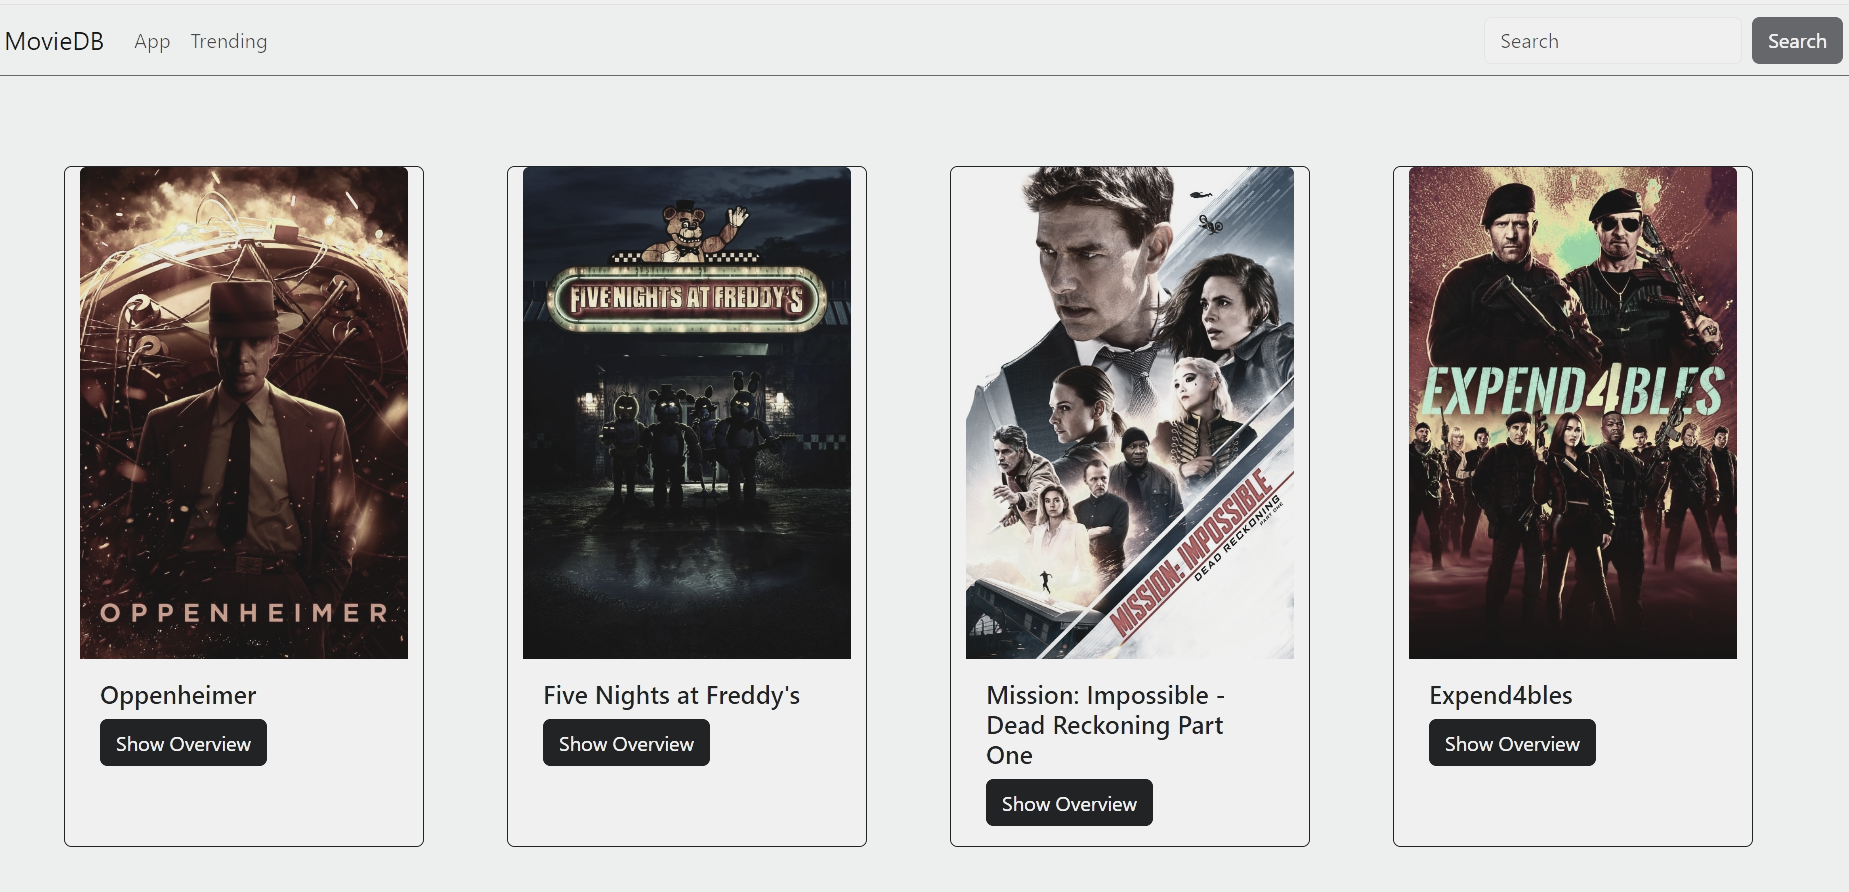 MovieDB App Trending Search Search
OPPENHEIMER
FIVE NIGHTS AT FREDDY'S
MISSION: IMPOSSIBLE
DEAD RECKONING
PART ONE
EXPEND4BLES
Oppenheimer
Show Overview
Five Nights at Freddy's
Show Overview
Mission: Impossible -
Dead Reckoning Part
One
Show Overview
Expend4bles
Show Overview